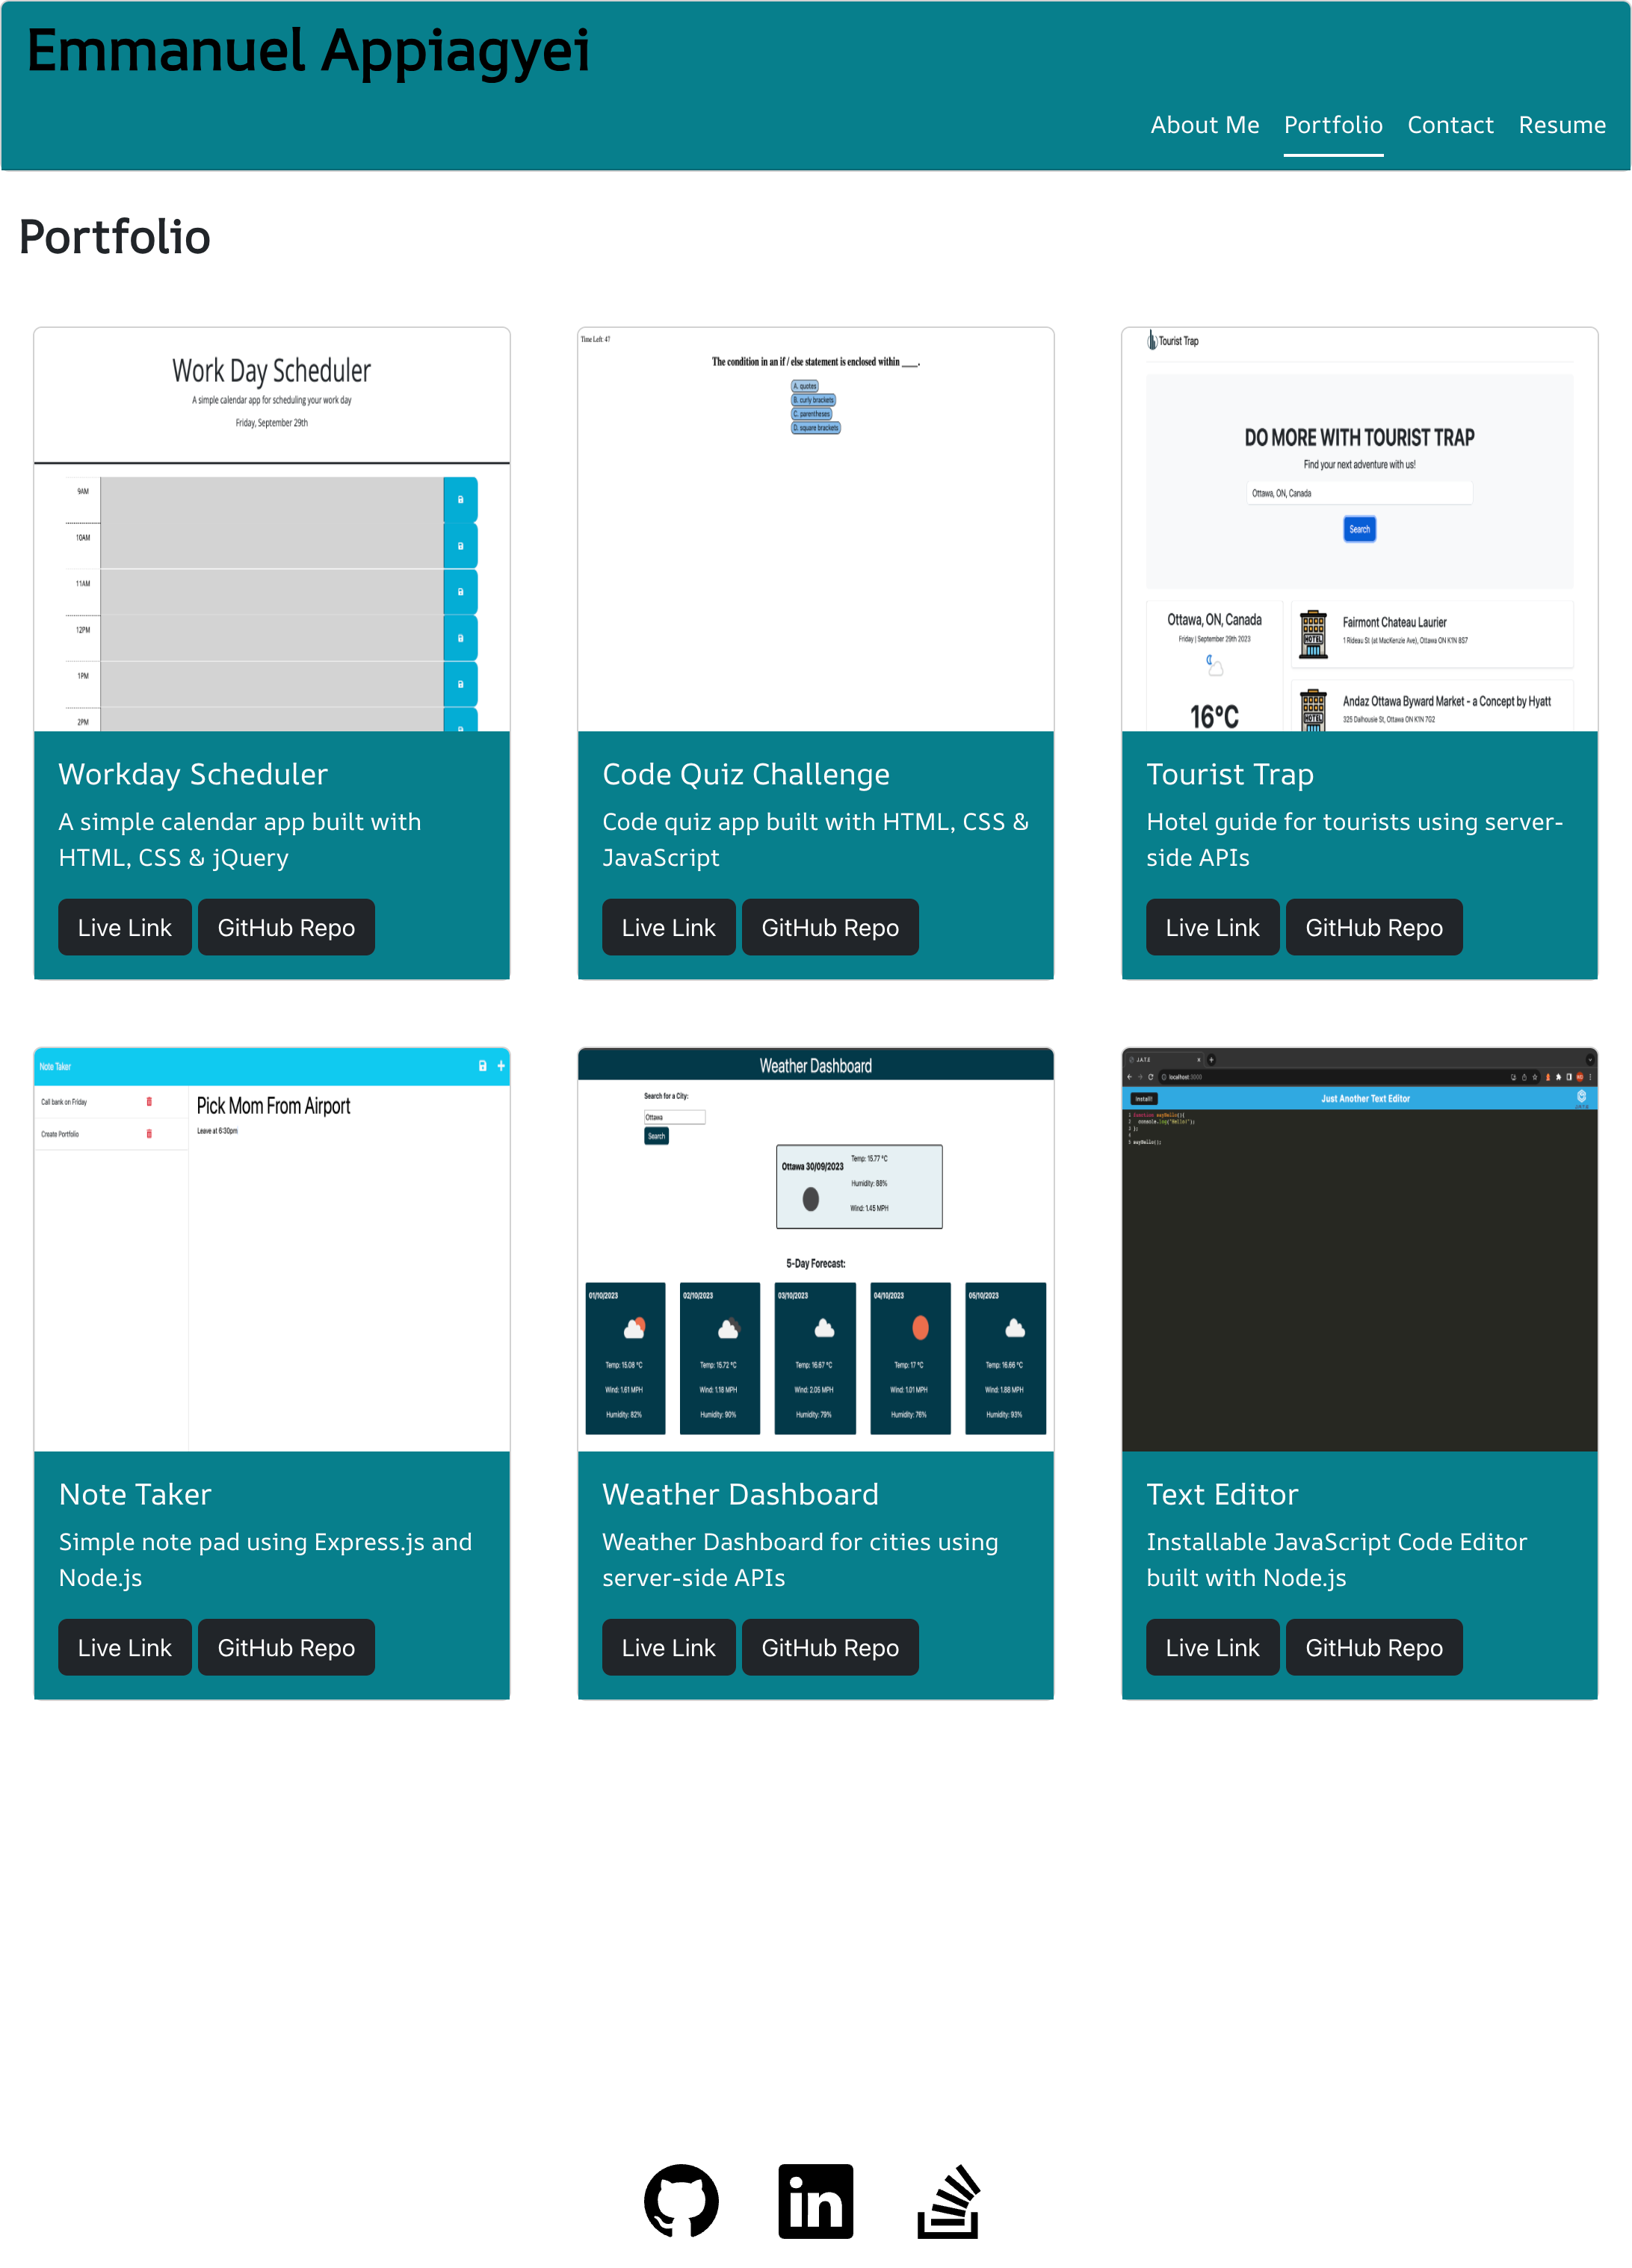 Emmanuel Appiagyei
About Me Portfolio Contact Resume
Portfolio
Work Day Scheduler
A simple calendar app for scheduling your work day
Friday, September 29th
9AM
10AM
11AM
12PM
1PM
2PM
Workday Scheduler
A simple calendar app built with
HTML, CSS & jQuery
Live Link GitHub Repo
Time Left: 47
The condition in an if / else statement is enclosed within ____.
A. quotes
B. curly brackets
C. parentheses
D. square brackets
Code Quiz Challenge
Code quiz app built with HTML, CSS &
JavaScript
Live Link GitHub Repo
Tourist Trap
DO MORE WITH TOURIST TRAP
Find your next adventure with us!
Ottawa, ON, Canada
Search
Ottawa, ON, Canada
Friday | September 29th 2023
16°C
HOTEL
Fairmont Chateau Laurier
1 Rideau St (at MacKenzie Ave), Ottawa ON K1N 8S7
HOTEL
Andaz Ottawa Byward Market - a Concept by Hyatt
325 Dalhousie St, Ottawa ON K1N 7G2
Tourist Trap
Hotel guide for tourists using server-
side APIs
Live Link GitHub Repo
Note Taker
Call bank on Friday
Create Portfolio
Pick Mom From Airport
Leave at 6:30pm
Note Taker
Simple note pad using Express.js and
Node.js
Live Link GitHub Repo
Weather Dashboard
Search for a City:
Ottawa
Search
Ottawa 30/09/2023
Temp: 15.77 °C
Humidity: 88%
Wind: 1.45 MPH
5-Day Forecast:
01/10/2023 02/10/2023 03/10/2023 04/10/2023 05/10/2023
Temp: 15.08 °C Temp: 15.72 °C Temp: 16.67 °C Temp: 17 °C Temp: 16.66 °C
Wind: 1.61 MPH Wind: 1.18 MPH Wind: 2.05 MPH Wind: 1.01 MPH Wind: 1.86 MPH
Humidity: 82% Humidity: 90% Humidity: 79% Humidity: 76% Humidity: 93%
Weather Dashboard
Weather Dashboard for cities using
server-side APIs
Live Link GitHub Repo
J.A.T.E
localhost:3000
Install!
Just Another Text Editor
1 function sayHello(){
2 console.log("Hello!");
3 };
4
5 sayHello();
Text Editor
Installable JavaScript Code Editor
built with Node.js
Live Link GitHub Repo
in